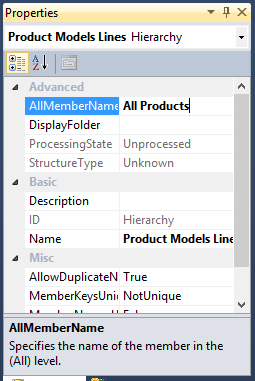 Properties
Product Models Lines Hierarchy
Advanced
AllMemberName All Products
DisplayFolder
ProcessingState Unprocessed
StructureType Unknown
Basic
Description
ID Hierarchy
Name Product Models Line
Misc
AllowDuplicateN True
MemberKeysUni NotUnique
AllMemberName
Specifies the name of the member in the
(All) level.